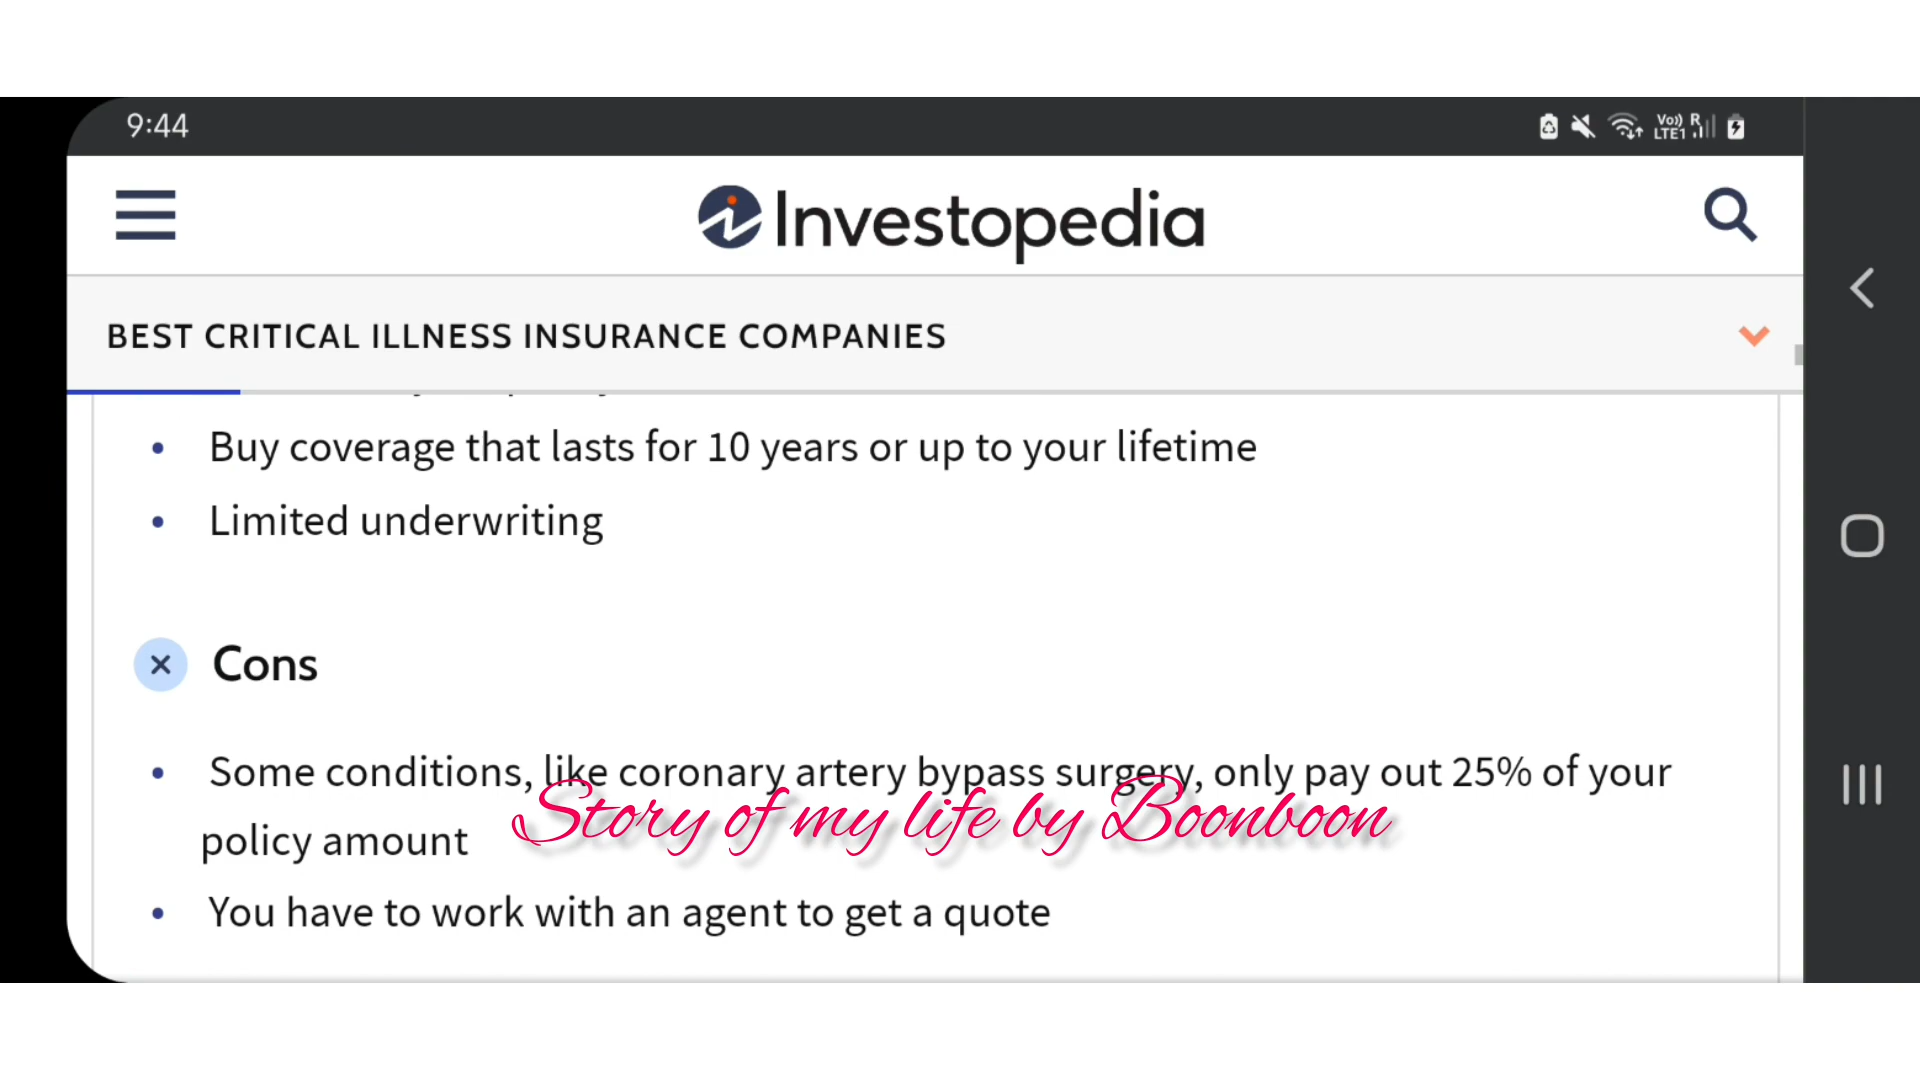 9:44
Vo)) R
LTE1
Investopedia
BEST CRITICAL ILLNESS INSURANCE COMPANIES
• Buy coverage that lasts for 10 years or up to your lifetime
• Limited underwriting
Cons
• Some conditions, like coronary artery bypass surgery, only pay out 25% of your
policy amount
Story of my life by Boonboon
• You have to work with an agent to get a quote